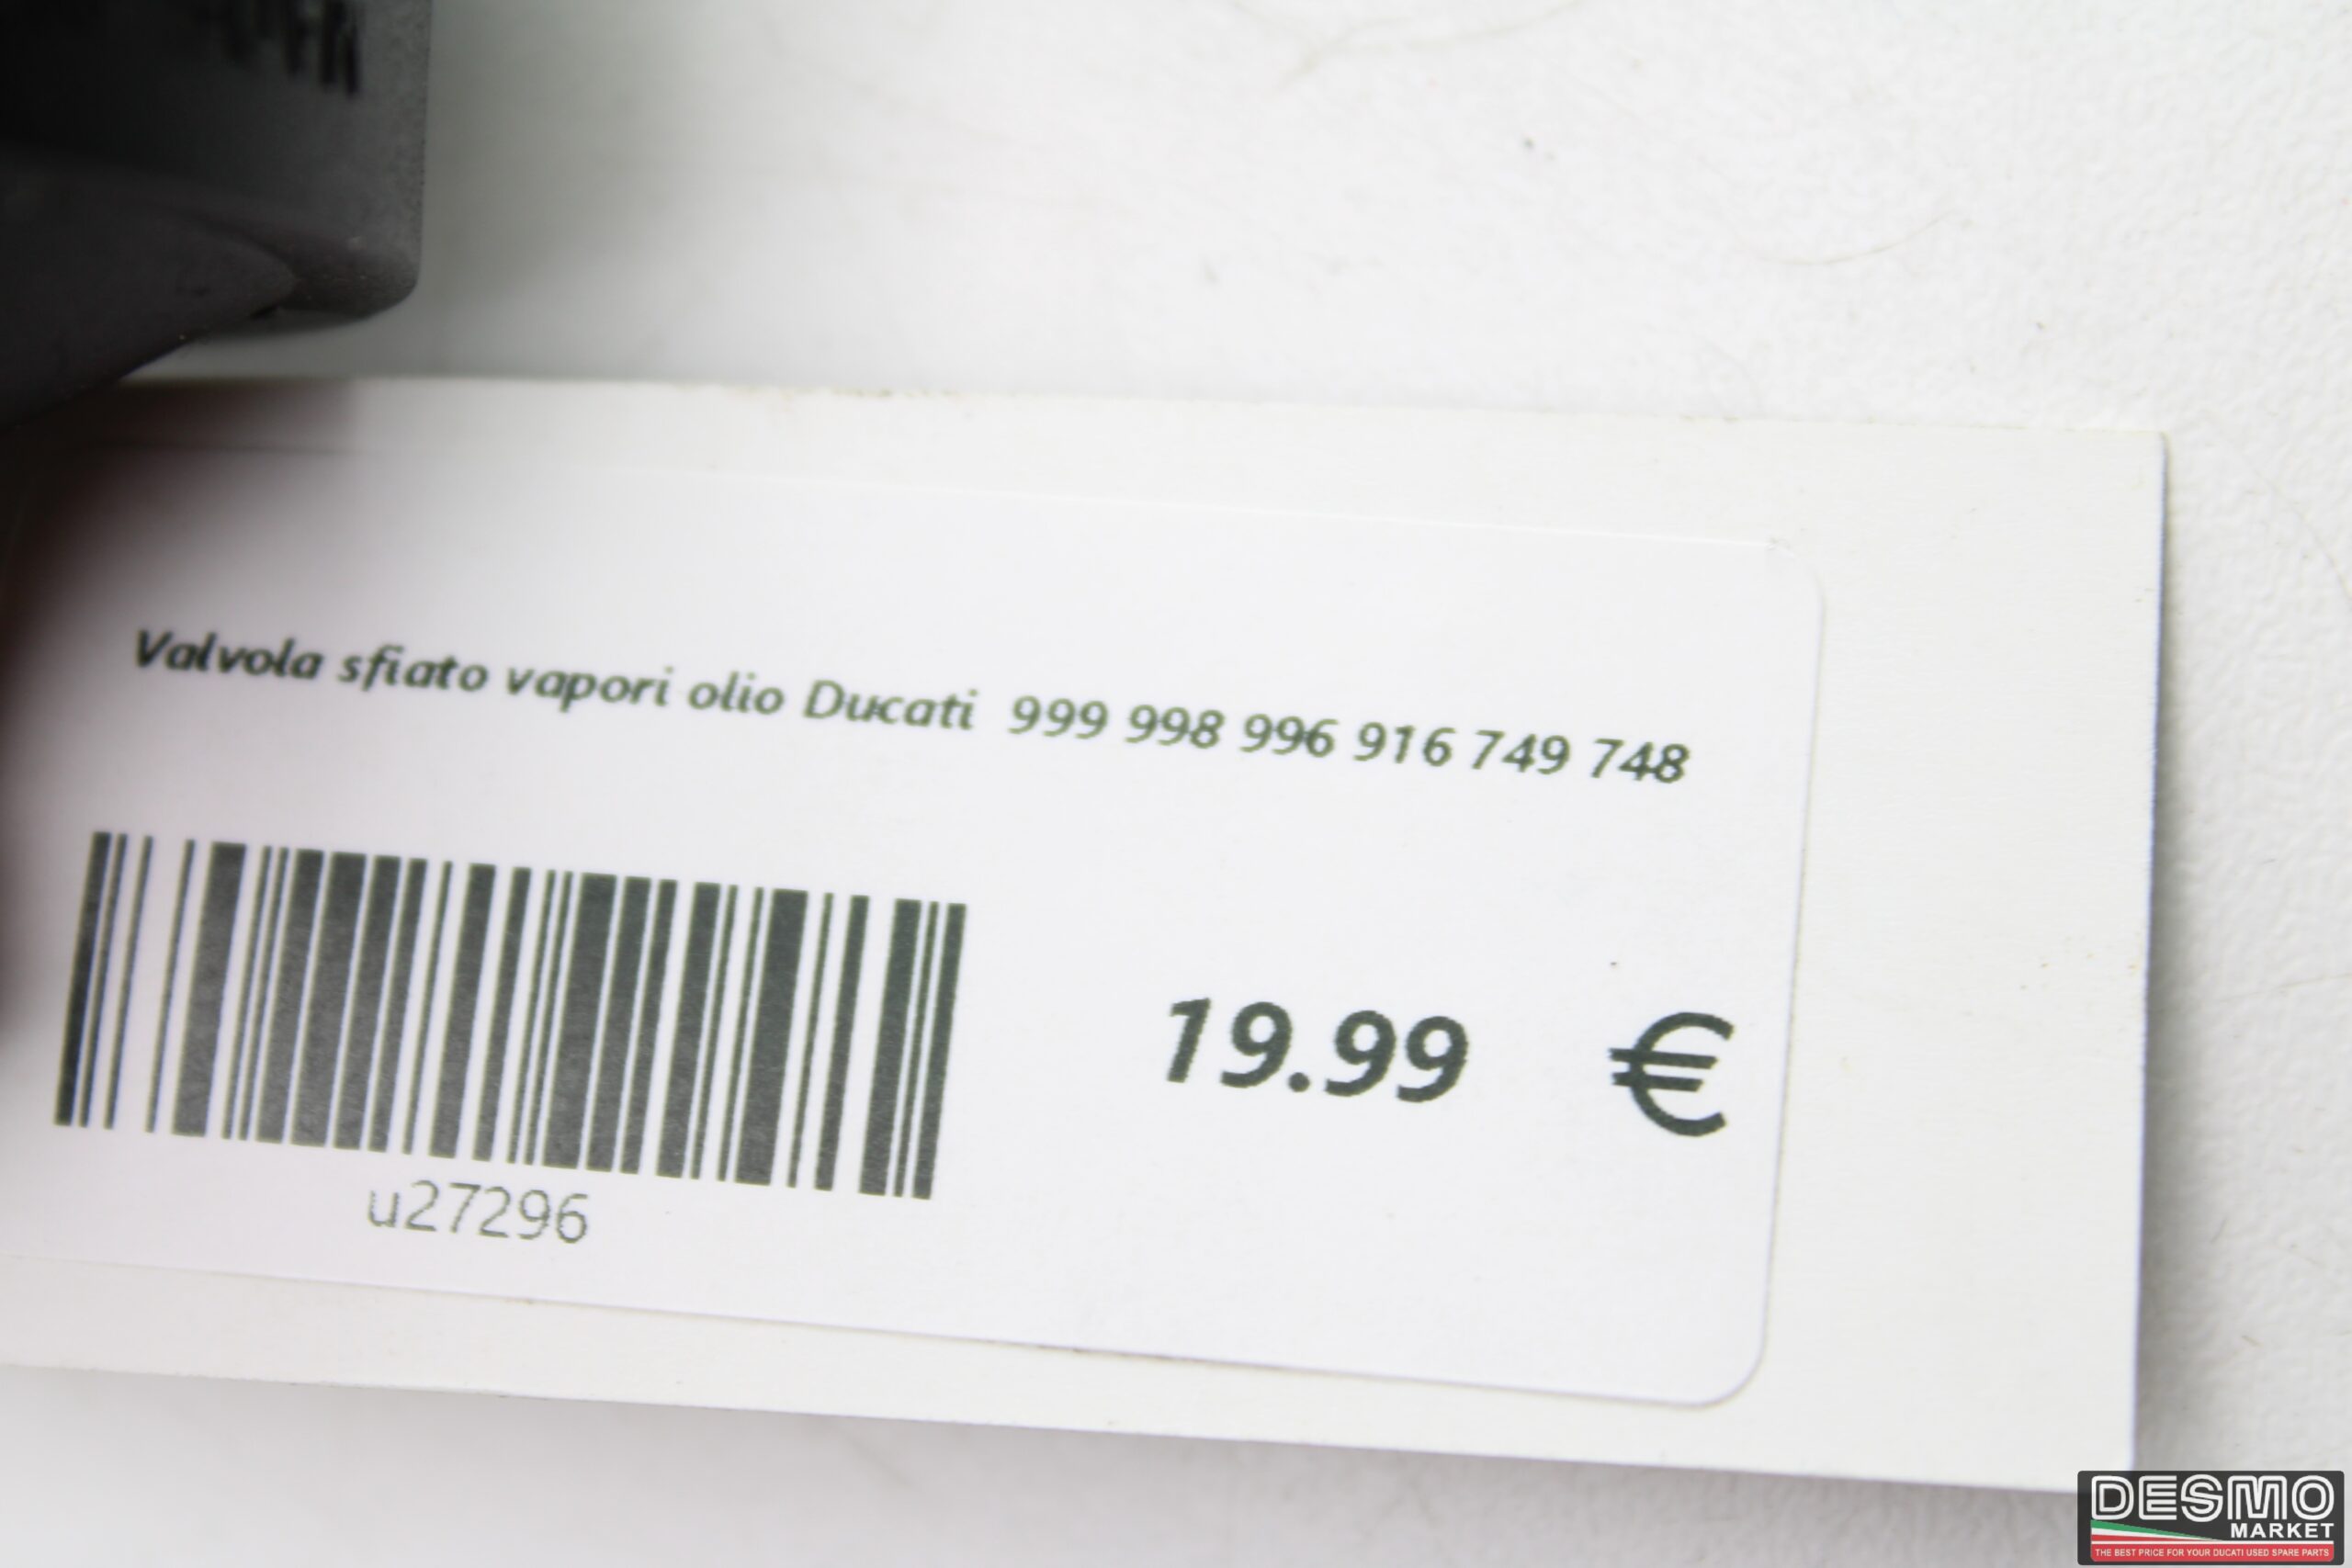 Valvola sfiato vapori olio Ducati 999 998 996 916 749 748
19.99 €
u27296
DESMO
MARKET
THE BEST PRICE FOR YOUR DUCATI USED SPARE PARTS